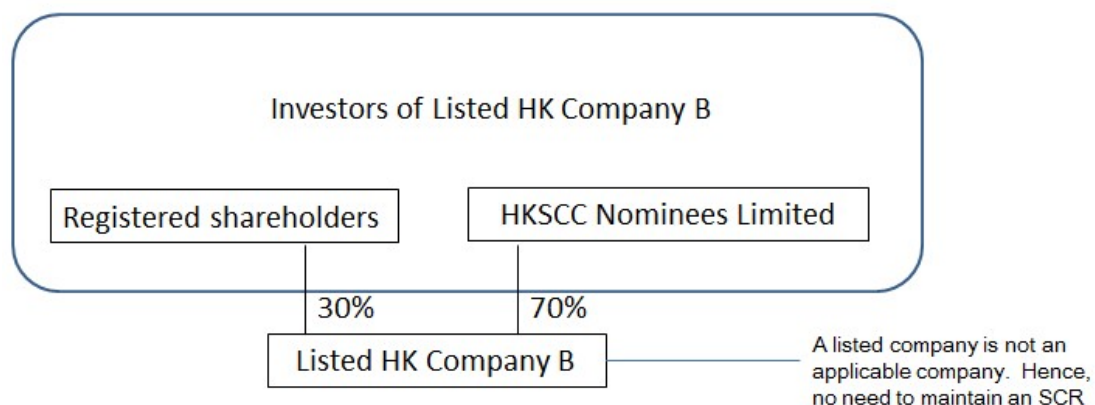 Investors of Listed HK Company B
Registered shareholders
HKSCC Nominees Limited
30%
70%
Listed HK Company B
A listed company is not an
applicable company. Hence,
no need to maintain an SCR